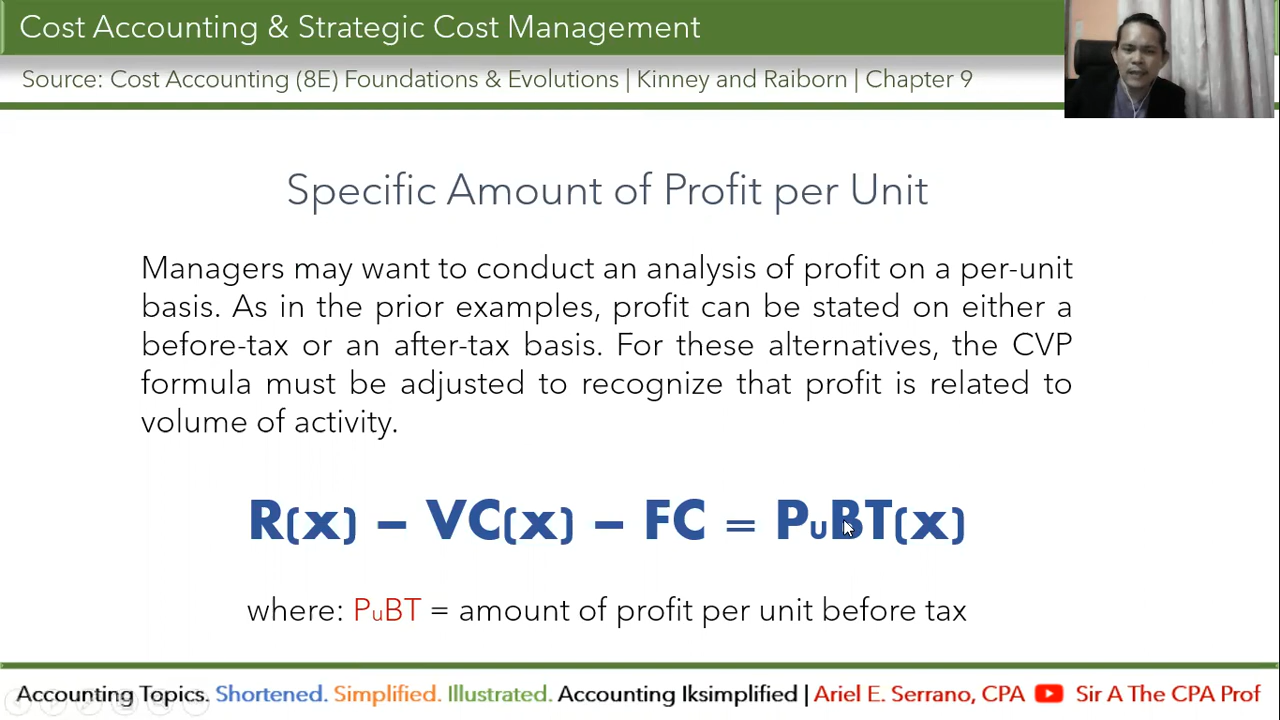 Cost Accounting & Strategic Cost Management
Source: Cost Accounting (8E) Foundations & Evolutions | Kinney and Raiborn | Chapter 9
Specific Amount of Profit per Unit
Managers may want to conduct an analysis of profit on a per-unit
basis. As in the prior examples, profit can be stated on either a
before-tax or an after-tax basis. For these alternatives, the CVP
formula must be adjusted to recognize that profit is related to
volume of activity.
R(x) – VC(x) – FC = PuBT(x)
where: PuBT = amount of profit per unit before tax
Accounting Topics. Shortened. Simplified. Illustrated. Accounting Iksimplified | Ariel E. Serrano, CPA Sir A The CPA Prof